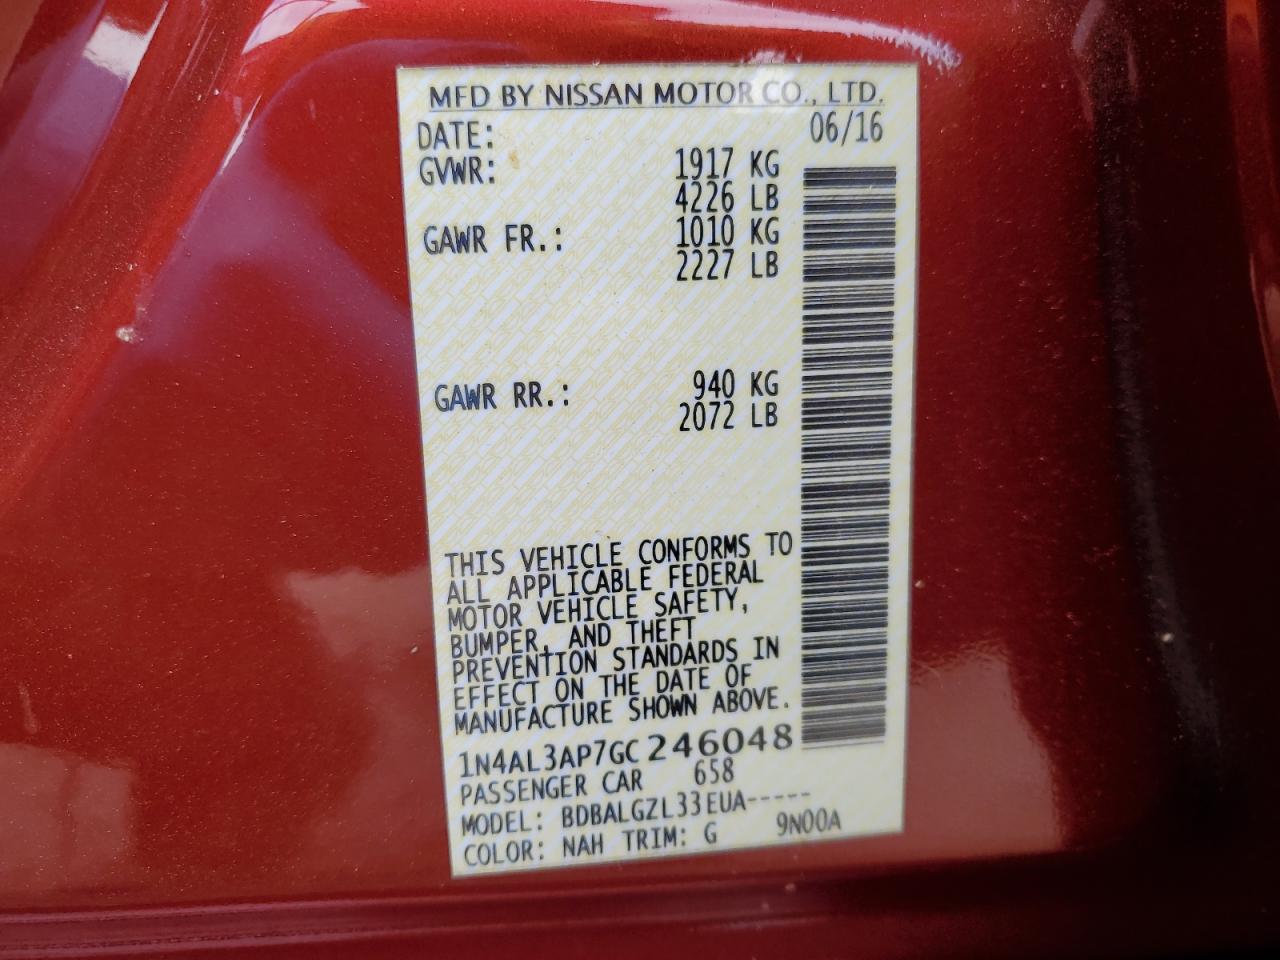 MFD BY NISSAN MOTOR CO., LTD.
DATE: 06/16
GVWR: 1917 KG
4226 LB
GAWR FR.: 1010 KG
2227 LB
GAWR RR.: 940 KG
2072 LB
THIS VEHICLE CONFORMS TO
ALL APPLICABLE FEDERAL
MOTOR VEHICLE SAFETY,
BUMPER, AND THEFT
PREVENTION STANDARDS IN
EFFECT ON THE DATE OF
MANUFACTURE SHOWN ABOVE.
1N4AL3AP7GC246048
PASSENGER CAR 658
MODEL: BDBALGZL33EUA-----
COLOR: NAH TRIM: G 9N00A